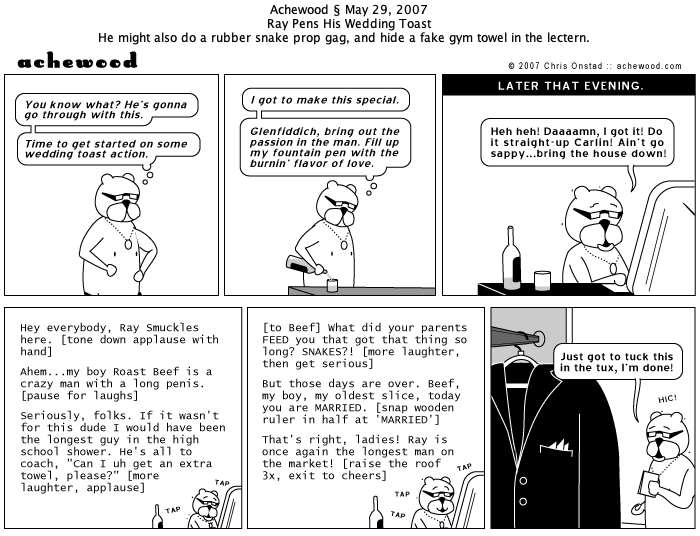 Achewood § May 29, 2007
Ray Pens His Wedding Toast
He might also do a rubber snake prop gag, and hide a fake gym towel in the lectern.
achewood
© 2007 Chris Onstad :: achewood.com
You know what? He's gonna
go through with this.
Time to get started on some
wedding toast action.
I got to make this special.
Glenfiddich, bring out the
passion in the man. Fill up
my fountain pen with the
burnin' flavor of love.
LATER THAT EVENING.
Heh heh! Daaaamn, I got it! Do
it straight-up Carlin! Ain't go
sappy...bring the house down!
Hey everybody, Ray Smuckles
here. [tone down applause with
hand]
Ahem...my boy Roast Beef is a
crazy man with a long penis.
[pause for laughs]
Seriously, folks. If it wasn't
for this dude I would have been
the longest guy in the high
school shower. He's all to
coach, "Can I uh get an extra
towel, please?" [more
laughter, applause]
TAP
TAP
[to Beef] What did your parents
FEED you that got that thing so
long? SNAKES?! [more laughter,
then get serious]
But those days are over. Beef,
my boy, my oldest slice, today
you are MARRIED. [snap wooden
ruler in half at 'MARRIED']
That's right, ladies! Ray is
once again the longest man on
the market! [raise the roof
3x, exit to cheers]
TAP
TAP
TAP
Just got to tuck this
in the tux, I'm done!
HIC!